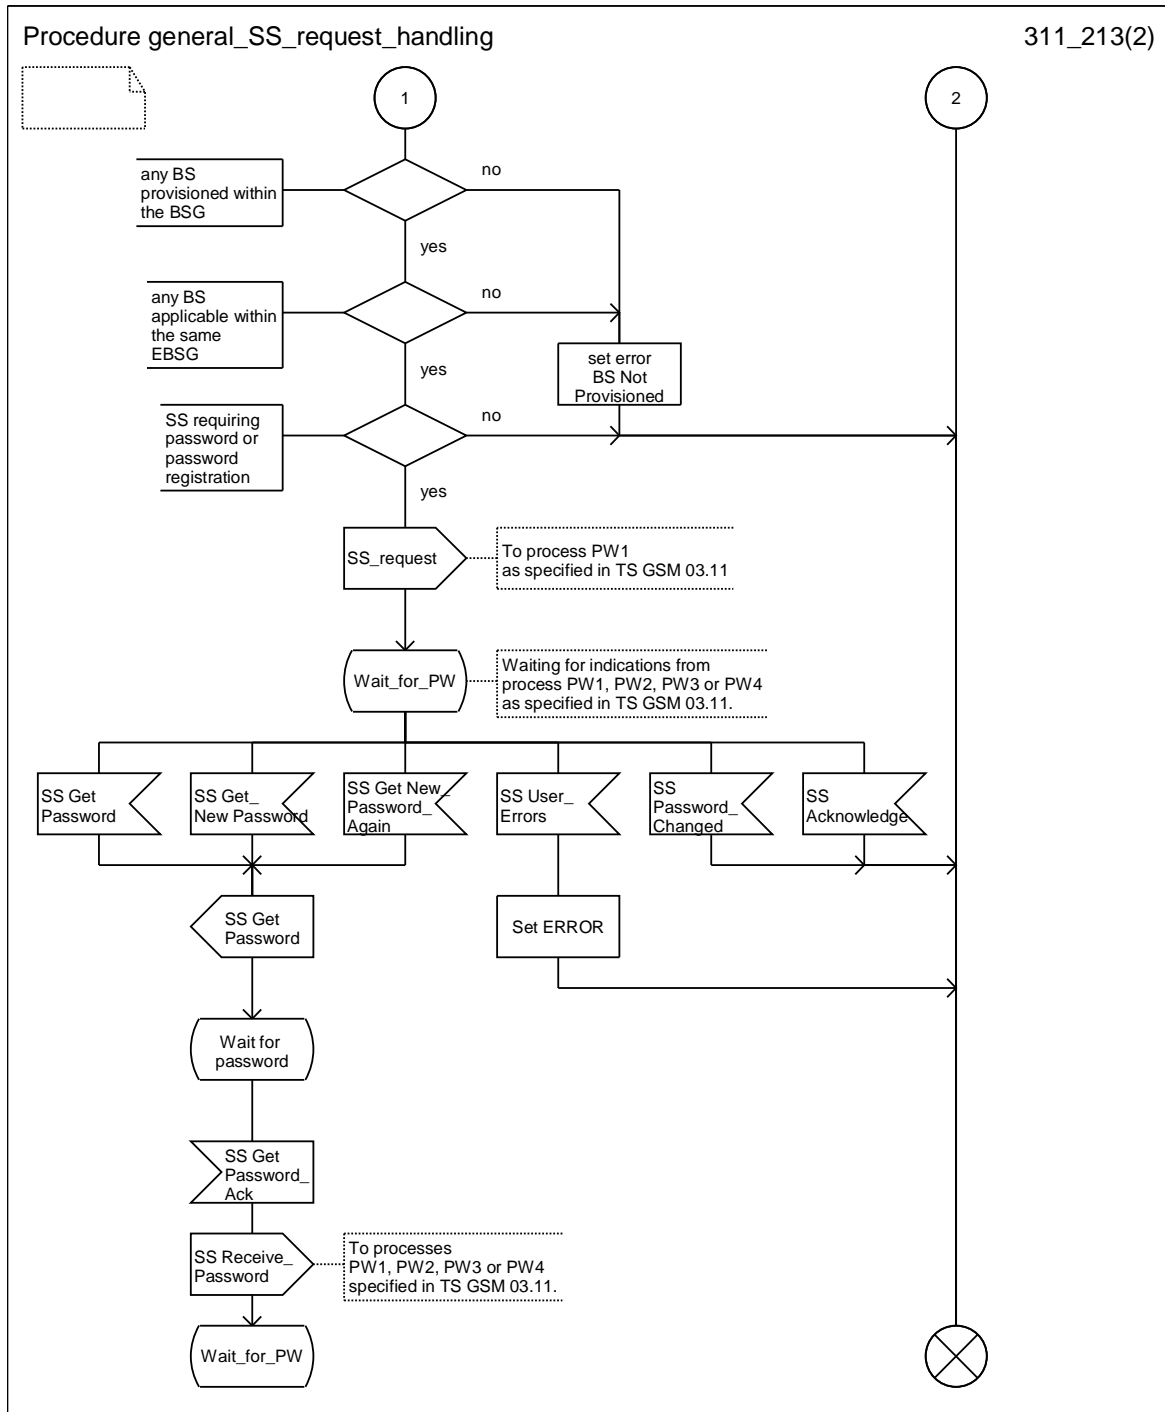 Procedure general_SS_request_handling
311_213(2)
1
2
any BS
provisioned within
the BSG
no
yes
any BS
applicable within
the same
EBSG
no
set error
BS Not
Provisioned
yes
SS requiring
password or
password
registration
no
yes
SS_request
To process PW1
as specified in TS GSM 03.11
Wait_for_PW
Waiting for indications from
process PW1, PW2, PW3 or PW4
as specified in TS GSM 03.11.
SS Get
Password
SS Get_
New Password
SS Get New_
Password_
Again
SS User_
Errors
SS
Password_
Changed
SS
Acknowledge
SS Get
Password
Set ERROR
Wait for
password
SS Get
Password_
Ack
SS Receive_
Password
To processes
PW1, PW2, PW3 or PW4
specified in TS GSM 03.11.
Wait_for_PW